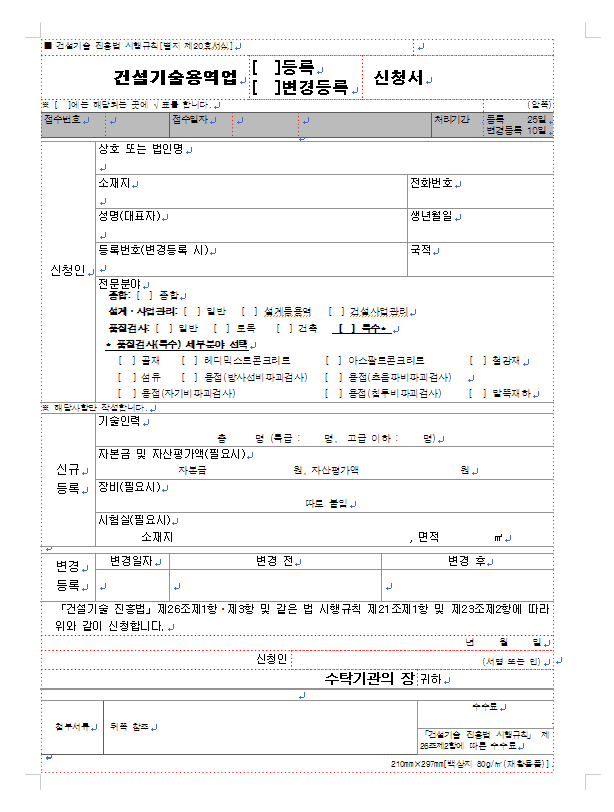 ■ 건설기술 진흥법 시행규칙[별지 제20호서식]
건설기술용역업 [ ]등록 [ ]변경등록 신청서
※ [ ]에는 해당되는 곳에 √표를 합니다. (앞쪽)
접수번호 접수일자 처리기간 등록 25일
변경등록 10일
신청인
상호 또는 법인명
소재지 전화번호
성명(대표자) 생년월일
등록번호(변경등록 시) 국적
전문분야
종합: [ ] 종합
설계·사업관리: [ ] 일반 [ ] 설계등용역 [ ] 건설사업관리
품질검사: [ ] 일반 [ ] 토목 [ ] 건축 [ ] 특수*
* 품질검사(특수) 세부분야 선택
[ ] 골재 [ ] 레디믹스트콘크리트 [ ] 아스팔트콘크리트 [ ] 철강재
[ ] 섬유 [ ] 용접(방사선비파괴검사) [ ] 용접(초음파비파괴검사)
[ ] 용접(자기비파괴검사) [ ] 용접(침투비파괴검사) [ ] 말뚝재하
※ 해당사항만 작성합니다.
신규
등록
기술인력
총 명 (특급 : 명, 고급 이하 : 명)
자본금 및 자산평가액(필요시)
자본금 원, 자산평가액 원
장비(필요시)
따로 붙임
시험실(필요시)
소재지 , 면적 ㎡
변경
등록
변경일자 변경 전 변경 후
「건설기술 진흥법」 제26조제1항·제3항 및 같은 법 시행규칙 제21조제1항 및 제23조제2항에 따라
위와 같이 신청합니다.
년 월 일
신청인 (서명 또는 인)
수탁기관의 장 귀하
첨부서류 뒤쪽 참조 수수료
「건설기술 진흥법 시행규칙」 제
26조제2항에 따른 수수료
210mm×297mm[백상지 80g/㎡(재활용품)]